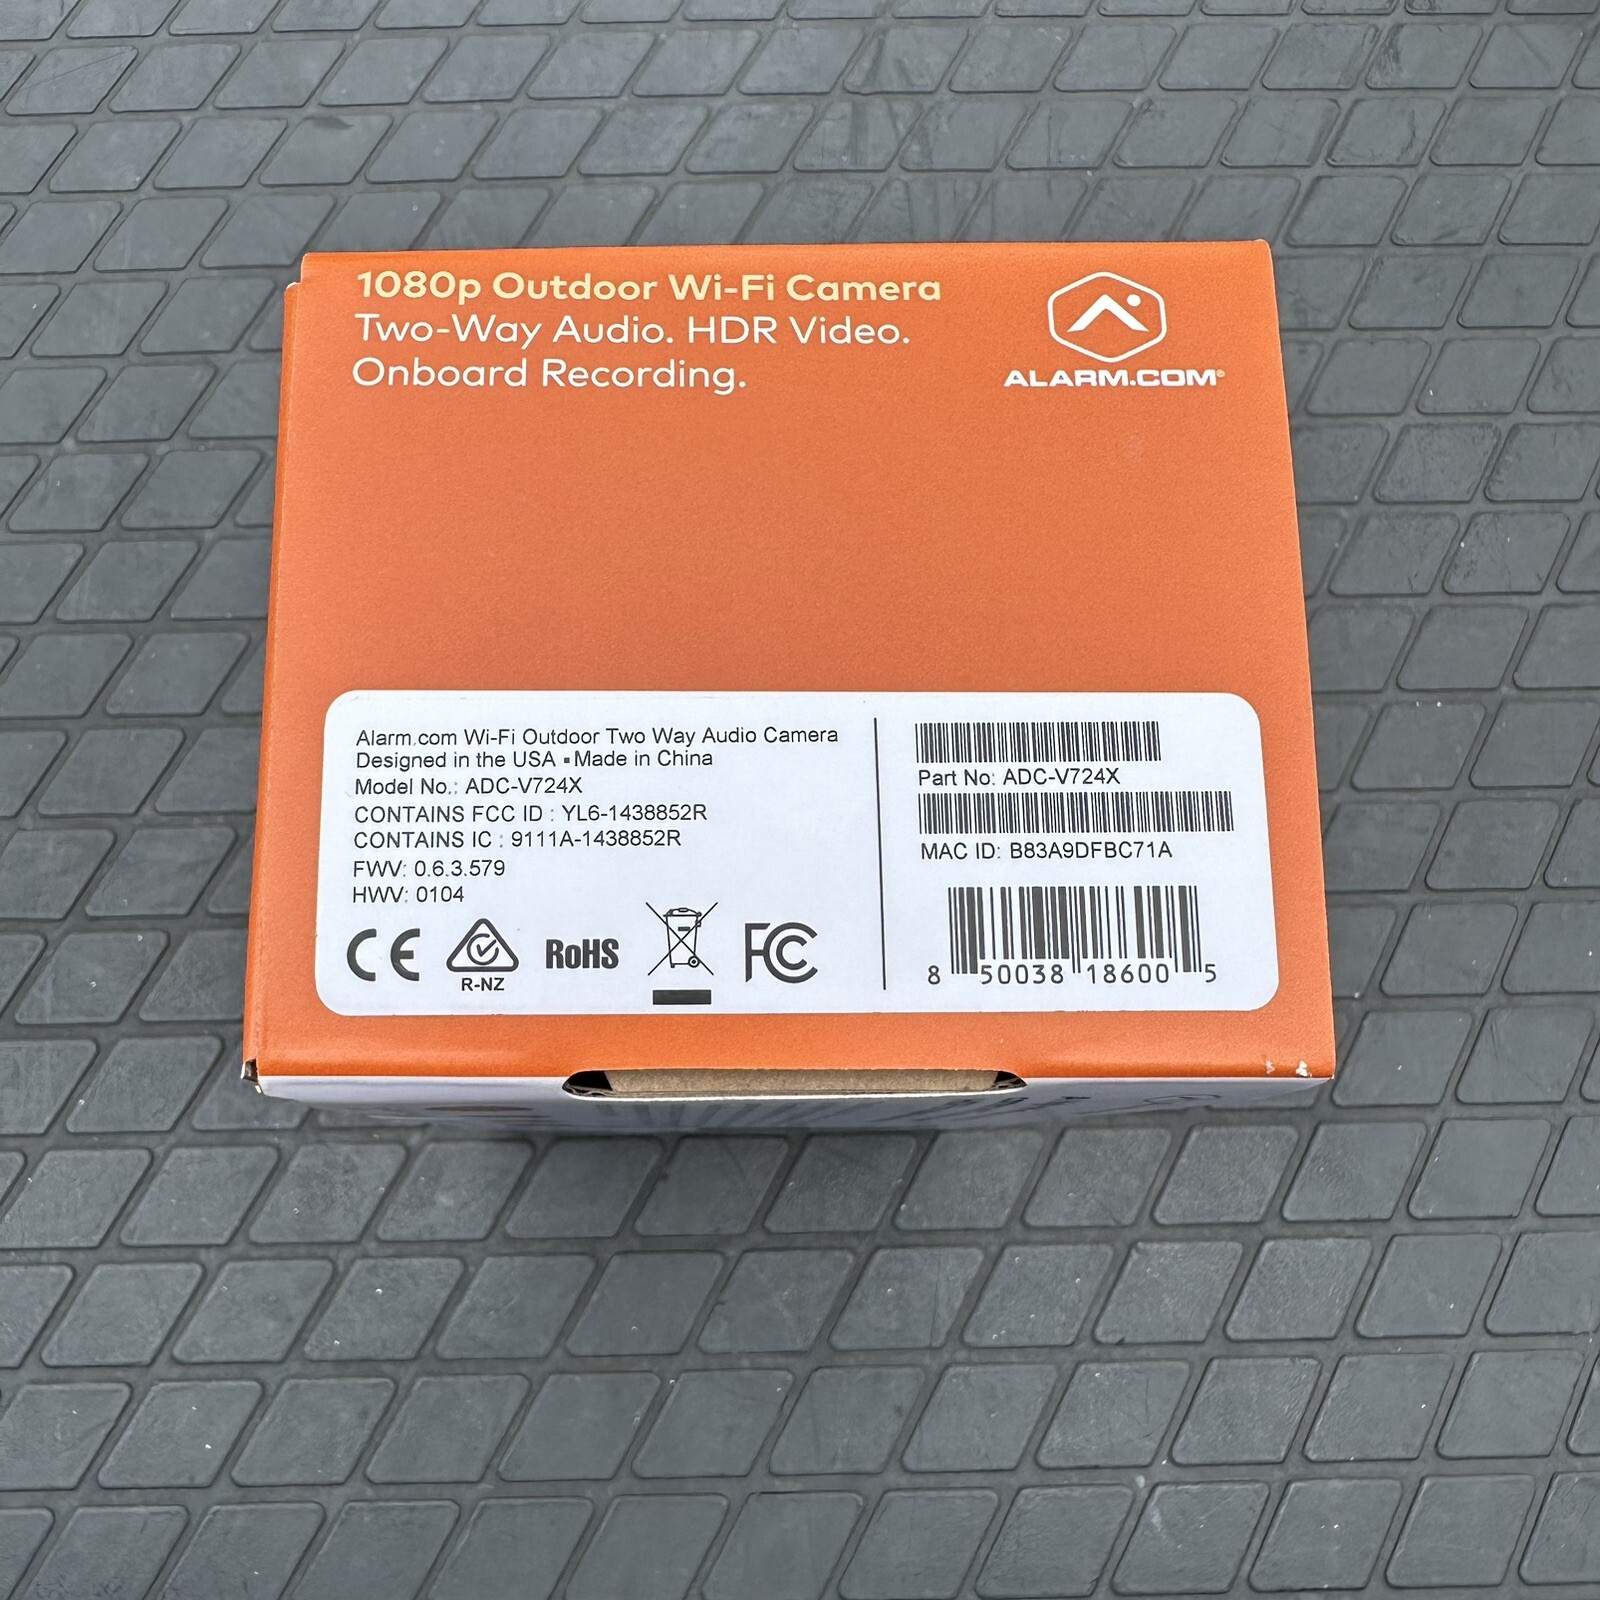 1080p Outdoor Wi-Fi Camera
Two-Way Audio. HDR Video.
Onboard Recording.
ALARM.COM®
Alarm.com Wi-Fi Outdoor Two Way Audio Camera
Designed in the USA ▪ Made in China
Model No.: ADC-V724X
CONTAINS FCC ID : YL6-1438852R
CONTAINS IC : 9111A-1438852R
FWV: 0.6.3.579
HWV: 0104
CE
R-NZ
RoHS
FC
Part No: ADC-V724X
MAC ID: B83A9DFBC71A
8 50038 18600 5